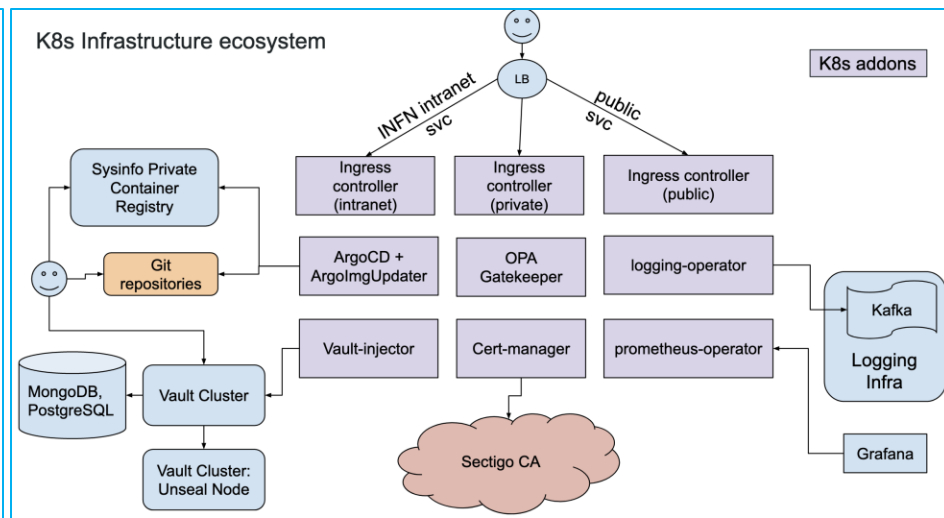 K8s Infrastructure ecosystem
K8s addons
LB
INFN intranet
svc
public
svc
Ingress
controller
(intranet)
Ingress
controller
(private)
Ingress controller
(public)
Sysinfo Private
Container
Registry
Git
repositories
ArgoCD +
ArgoImgUpdater
OPA
Gatekeeper
logging-operator
Kafka
Logging
Infra
Vault-injector
Cert-manager
prometheus-operator
MongoDB,
PostgreSQL
Vault Cluster
Vault Cluster:
Unseal Node
Sectigo CA
Grafana